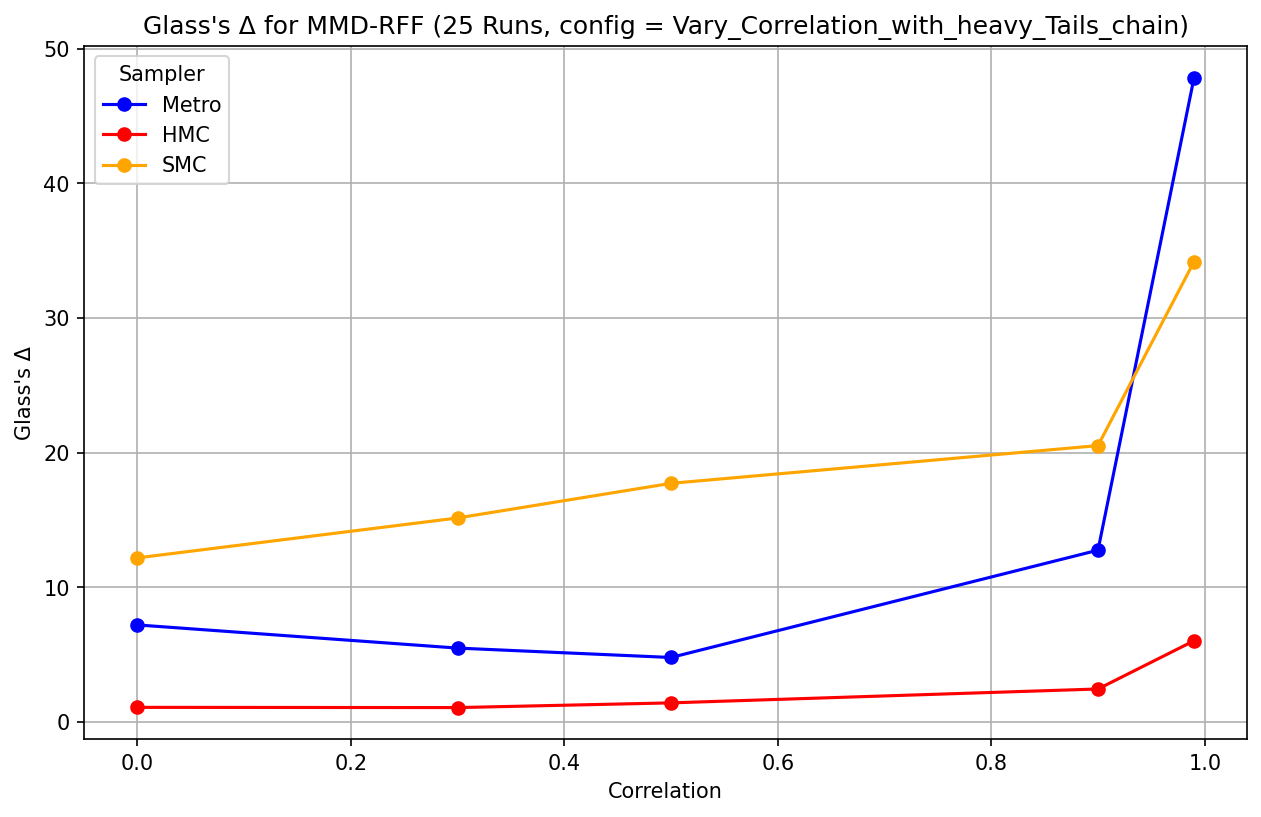 Glass's Δ for MMD-RFF (25 Runs, config = Vary_Correlation_with_heavy_Tails_chain)
Sampler
Metro
HMC
SMC
Glass's Δ
50
40
30
20
10
0
0.0 0.2 0.4 0.6 0.8 1.0
Correlation